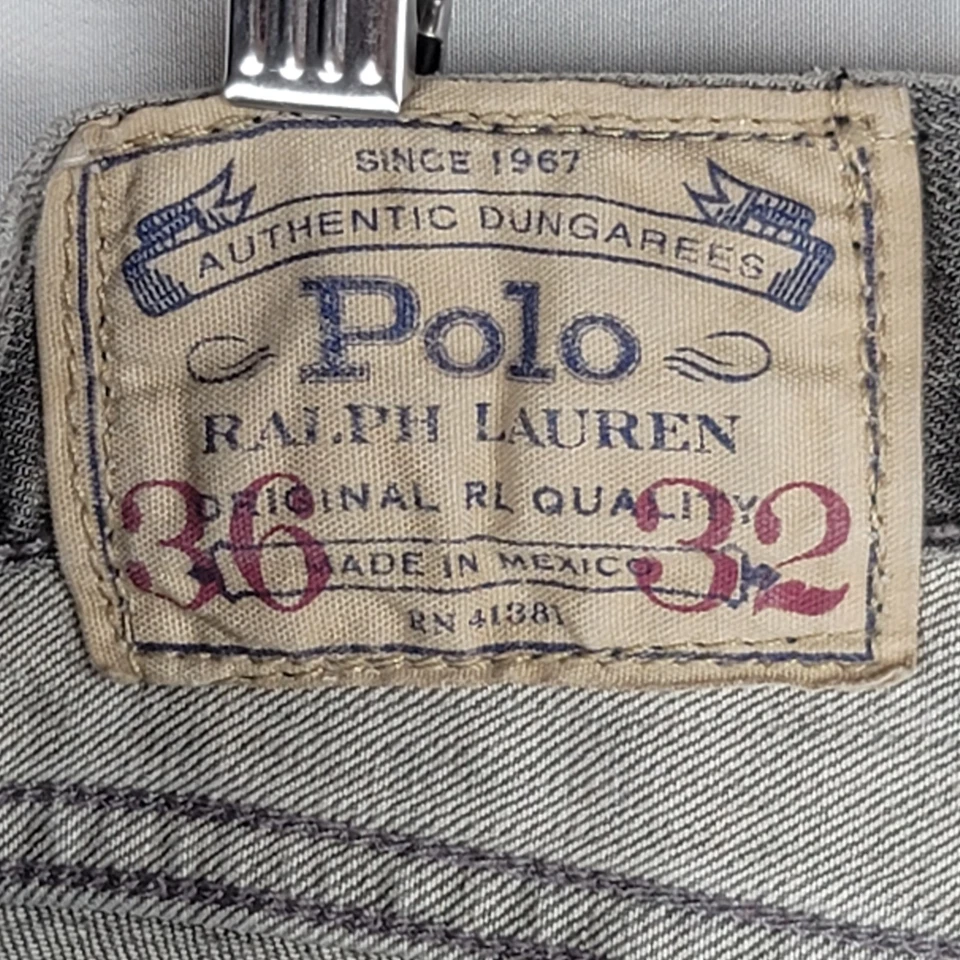 SINCE 1967
AUTHENTIC DUNGAREES
Polo
RALPH LAUREN
ORIGINAL RL QUALITY
36 32
MADE IN MEXICO
RN 41381